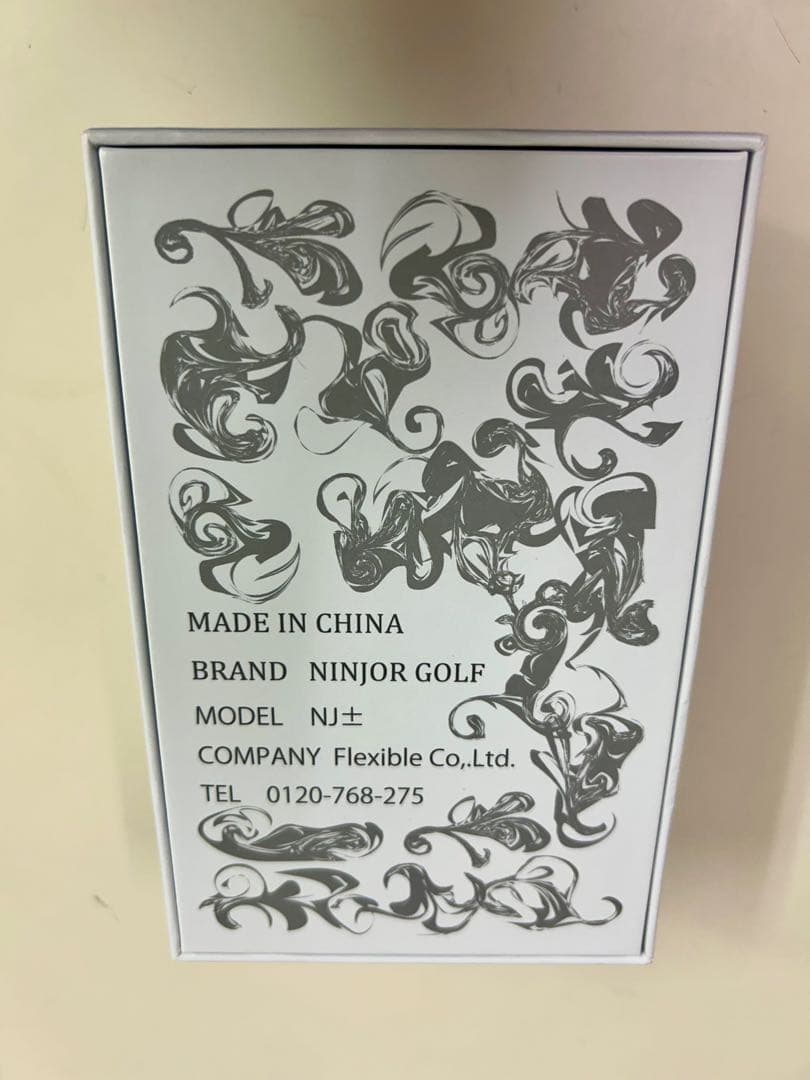 MADE IN CHINA
BRAND NINJOR GOLF
MODEL NJ±
COMPANY Flexible Co,.Ltd.
TEL 0120-768-275